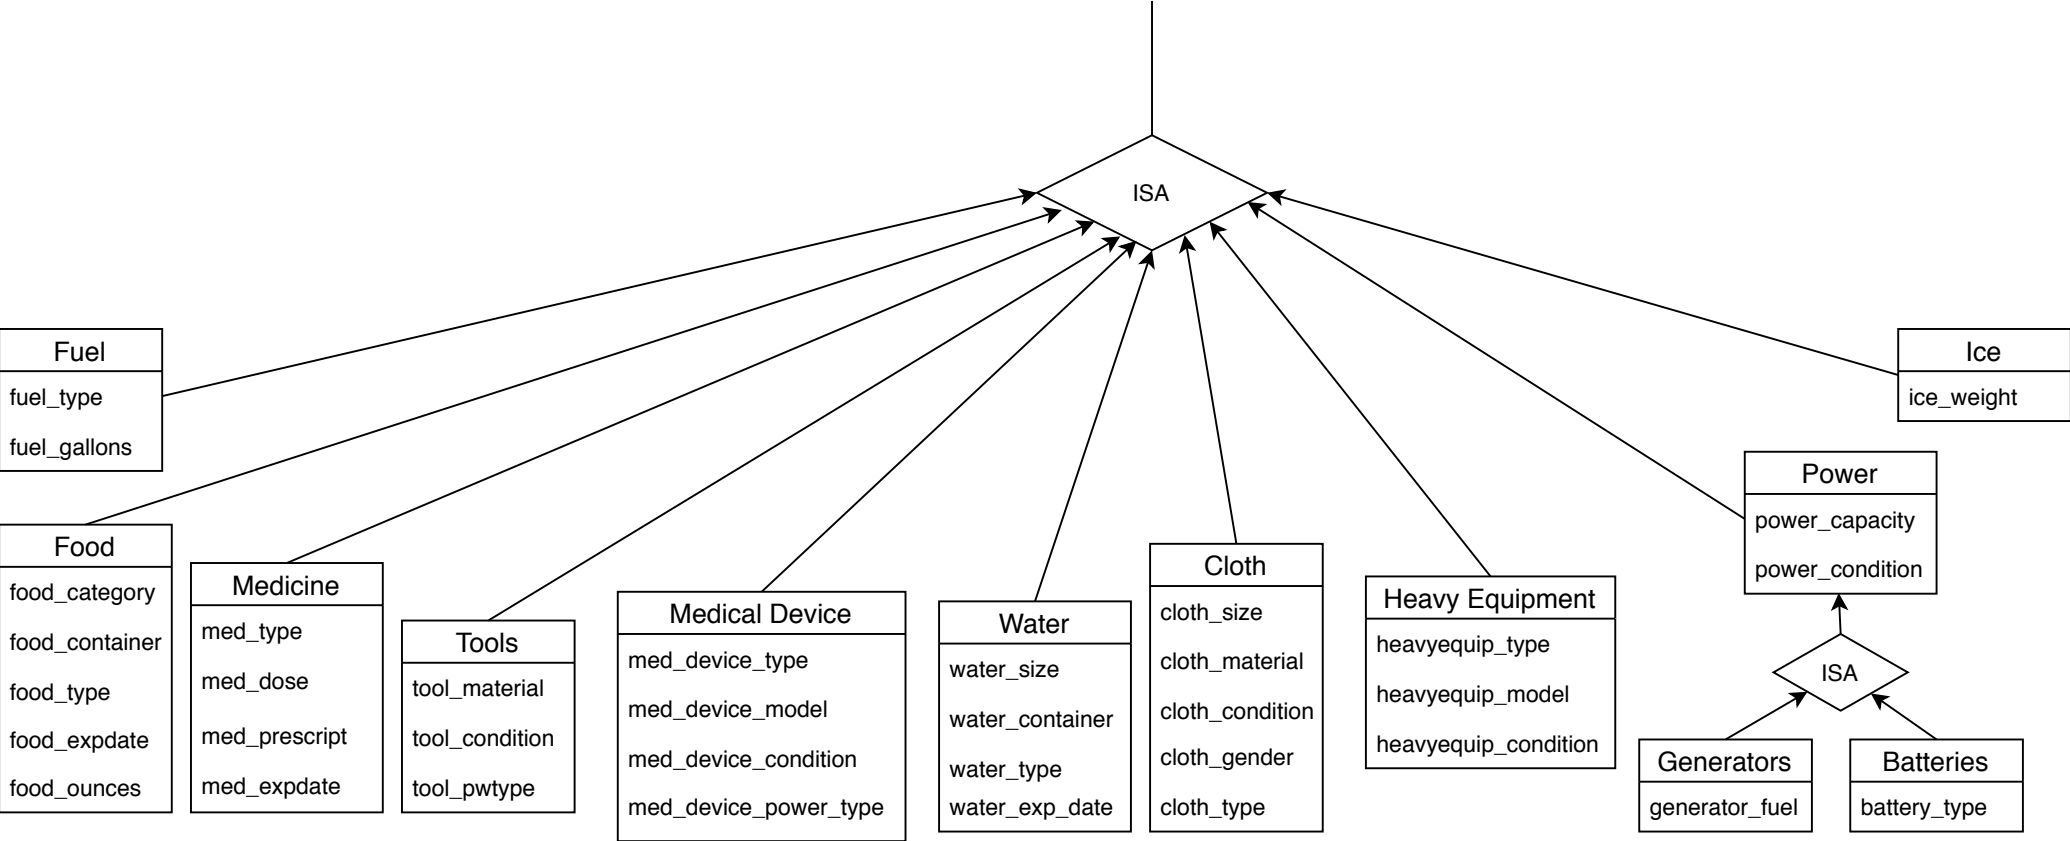 ISA
Fuel
fuel_type
fuel_gallons
Ice
ice_weight
Power
power_capacity
power_condition
Food
food_category
food_container
food_type
food_expdate
food_ounces
Medicine
med_type
med_dose
med_prescript
med_expdate
Tools
tool_material
tool_condition
tool_pwtype
Medical Device
med_device_type
med_device_model
med_device_condition
med_device_power_type
Water
water_size
water_container
water_type
water_exp_date
Cloth
cloth_size
cloth_material
cloth_condition
cloth_gender
cloth_type
Heavy Equipment
heavyequip_type
heavyequip_model
heavyequip_condition
ISA
Generators
generator_fuel
Batteries
battery_type